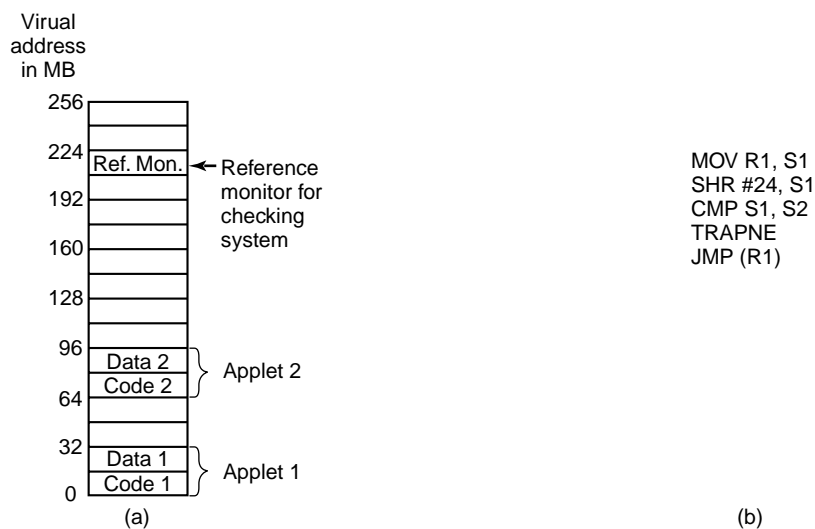 Virual
address
in MB
256
224
Ref. Mon.
Reference
monitor for
checking
system
192
160
128
96
Data 2
Code 2
Applet 2
64
32
Data 1
Code 1
Applet 1
0
(a)
MOV R1, S1
SHR #24, S1
CMP S1, S2
TRAPNE
JMP (R1)
(b)